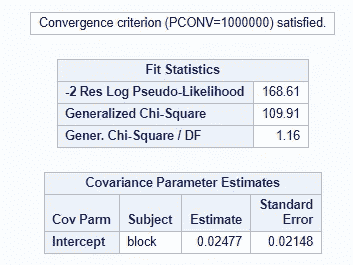 Convergence criterion (PCONV=1000000) satisfied.
Fit Statistics
-2 Res Log Pseudo-Likelihood 168.61
Generalized Chi-Square 109.91
Gener. Chi-Square / DF 1.16
Covariance Parameter Estimates
Cov Parm Subject Estimate Standard Error
Intercept block 0.02477 0.02148